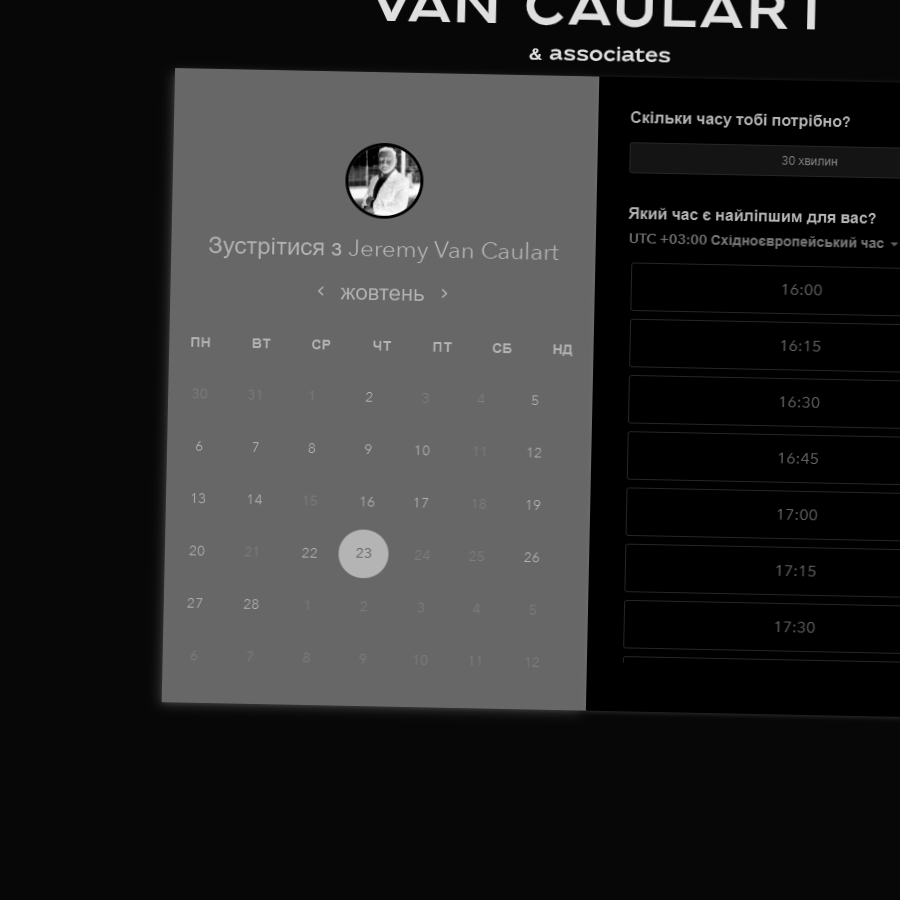 VAN CAULART
& associates
Зустрітися з Jeremy Van Caulart
жовтень
ПН ВТ СР ЧТ ПТ СБ НД
30 31 1 2 3 4 5
6 7 8 9 10 11 12
13 14 15 16 17 18 19
20 21 22 23 24 25 26
27 28 1 2 3 4 5
6 7 8 9 10 11 12
Скільки часу тобі потрібно?
30 хвилин
Який час є найліпшим для вас?
UTC +03:00 Східноєвропейський час
16:00
16:15
16:30
16:45
17:00
17:15
17:30